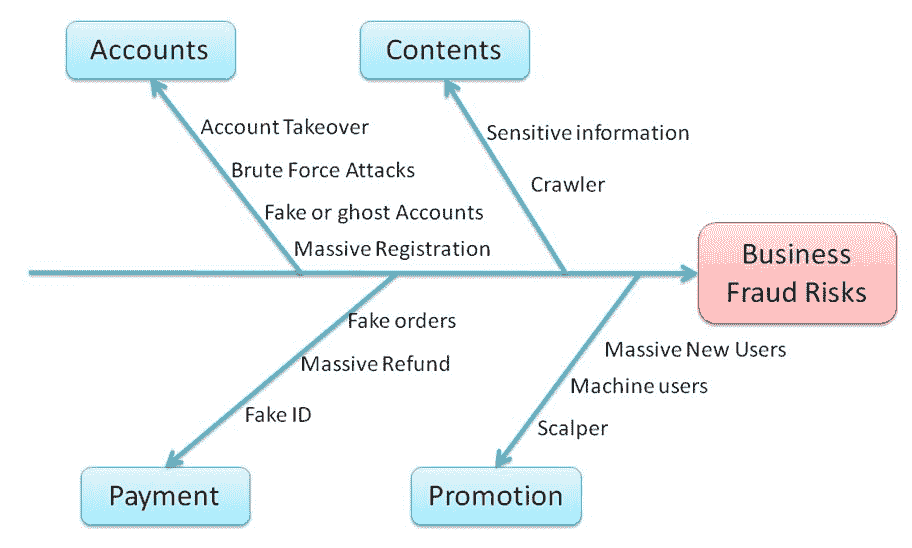 Accounts
Contents
Account Takeover
Brute Force Attacks
Fake or ghost Accounts
Massive Registration
Sensitive information
Crawler
Business
Fraud Risks
Fake orders
Massive Refund
Fake ID
Massive New Users
Machine users
Scalper
Payment
Promotion